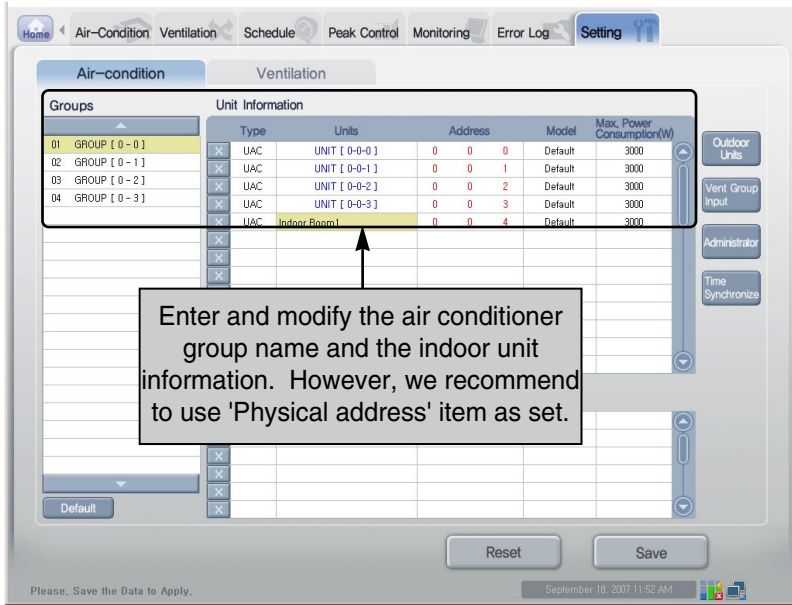 Home Air-Condition Ventilation Schedule Peak Control Monitoring Error Log Setting
Air-condition Ventilation
Groups
01 GROUP [ 0 - 0 ]
02 GROUP [ 0 - 1 ]
03 GROUP [ 0 - 2 ]
04 GROUP [ 0 - 3 ]
Default
Unit Information
Type Units Address Model Max, Power Consumption(W)
X UAC UNIT [ 0-0-0 ] 0 0 0 Default 3000
X UAC UNIT [ 0-0-1 ] 0 0 1 Default 3000
X UAC UNIT [ 0-0-2 ] 0 0 2 Default 3000
X UAC UNIT [ 0-0-3 ] 0 0 3 Default 3000
X UAC Indoor Room1 0 0 4 Default 3000
X
X
X
X
X
X
X
Outdoor Units
Vent Group Input
Administrator
Time Synchronize
Enter and modify the air conditioner
group name and the indoor unit
information. However, we recommend
to use 'Physical address' item as set.
Reset Save
Please, Save the Data to Apply,
September 18, 2007 11:52 AM